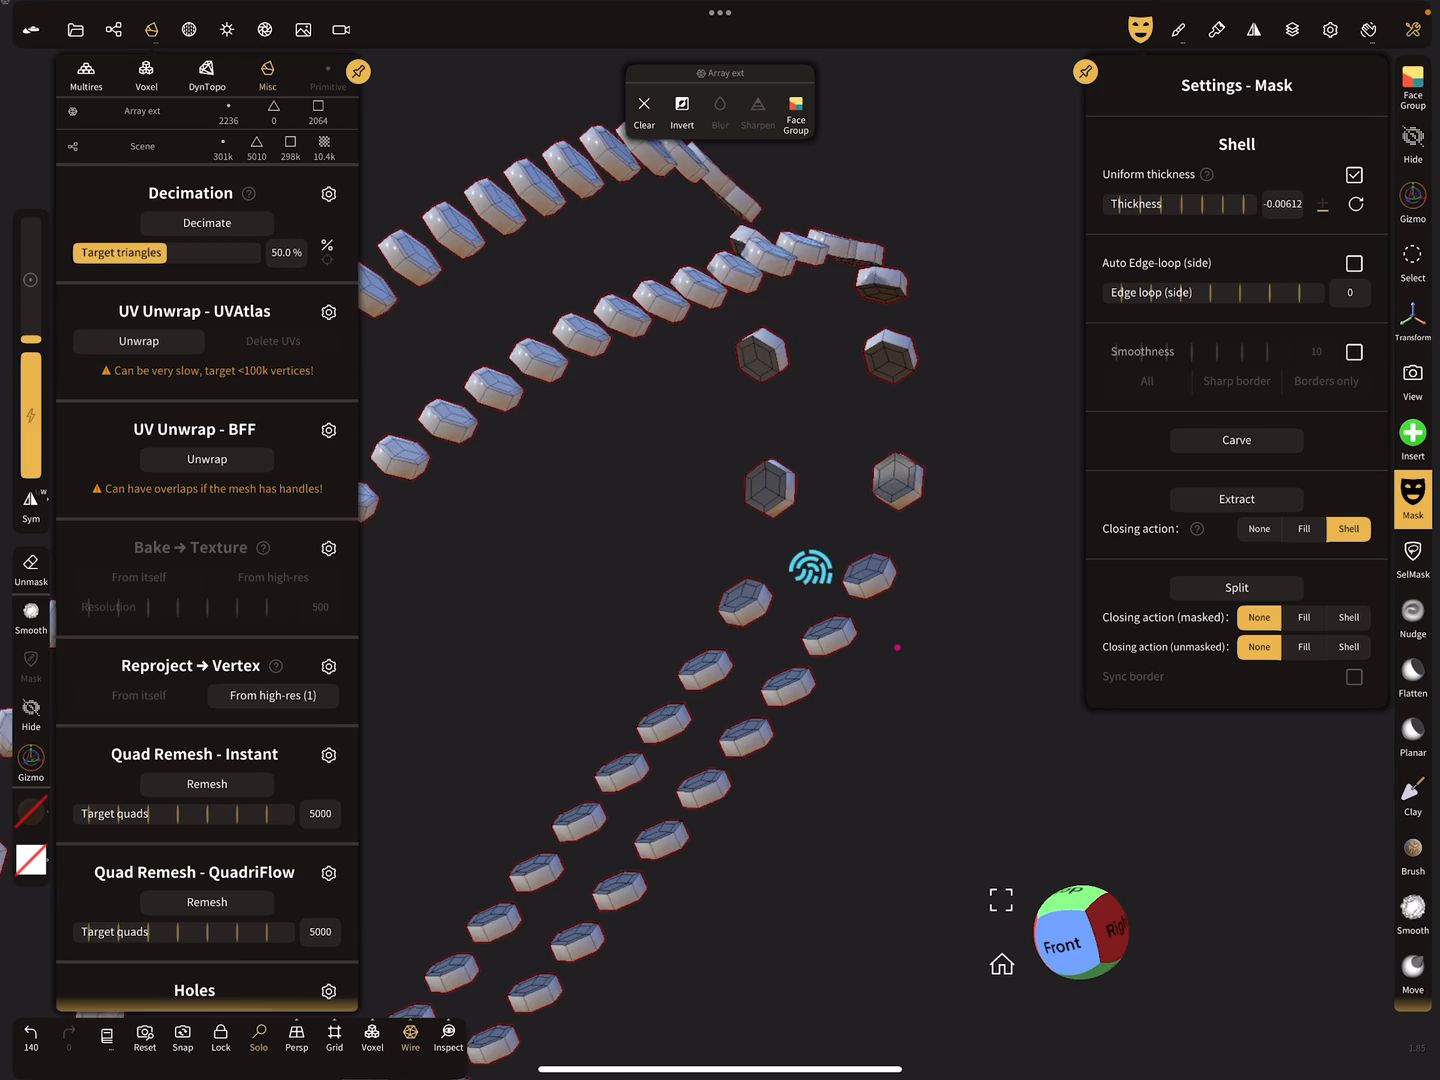 Multires
Voxel
DynTopo
Misc
Primitive
Array ext
2236
0
2064
Scene
301k
5010
298k
10.4k
Decimation ?
Decimate
Target triangles
50.0 %
%
UV Unwrap - UVAtlas
Unwrap
Delete UVs
Can be very slow, target <100k vertices!
UV Unwrap - BFF
Unwrap
Can have overlaps if the mesh has handles!
Bake → Texture ?
From itself
From high-res
Resolution
500
Reproject → Vertex ?
From itself
From high-res (1)
Quad Remesh - Instant
Remesh
Target quads
5000
Quad Remesh - QuadriFlow
Remesh
Target quads
5000
Holes
Sym
Unmask
Smooth
Mask
Hide
Gizmo
140
0
Reset
Snap
Lock
Solo
Persp
Grid
Voxel
Wire
Inspect
Array ext
Clear
Invert
Blur
Sharpen
Face
Group
Front
Settings - Mask
Shell
Uniform thickness ?
Thickness
-0.00612
Auto Edge-loop (side)
Edge loop (side)
0
Smoothness
10
All
Sharp border
Borders only
Carve
Extract
Closing action: ?
None
Fill
Shell
Split
Closing action (masked):
None
Fill
Shell
Closing action (unmasked):
None
Fill
Shell
Sync border
Face
Group
Hide
Gizmo
Select
Transform
View
Insert
Mask
SelMask
Nudge
Flatten
Planar
Clay
Brush
Smooth
Move
1.85